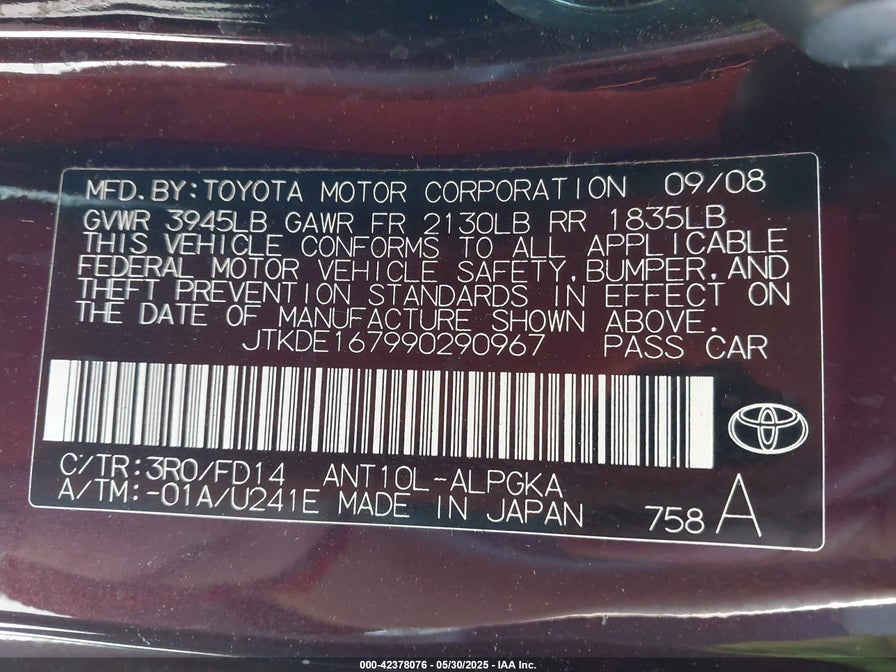 MFD.BY:TOYOTA MOTOR CORPORATION 09/08
GVWR 3945LB GAWR FR 2130LB RR 1835LB
THIS VEHICLE CONFORMS TO ALL APPLICABLE
FEDERAL MOTOR VEHICLE SAFETY,BUMPER,AND
THEFT PREVENTION STANDARDS IN EFFECT ON
THE DATE OF MANUFACTURE SHOWN ABOVE.
JTKDE167990290967 PASS CAR
C/TR:3R0/FD14 ANT10L-ALPGKA
A/TM:-01A/U241E MADE IN JAPAN 758 A
000-42378076 — 05/30/2025 — IAA Inc.